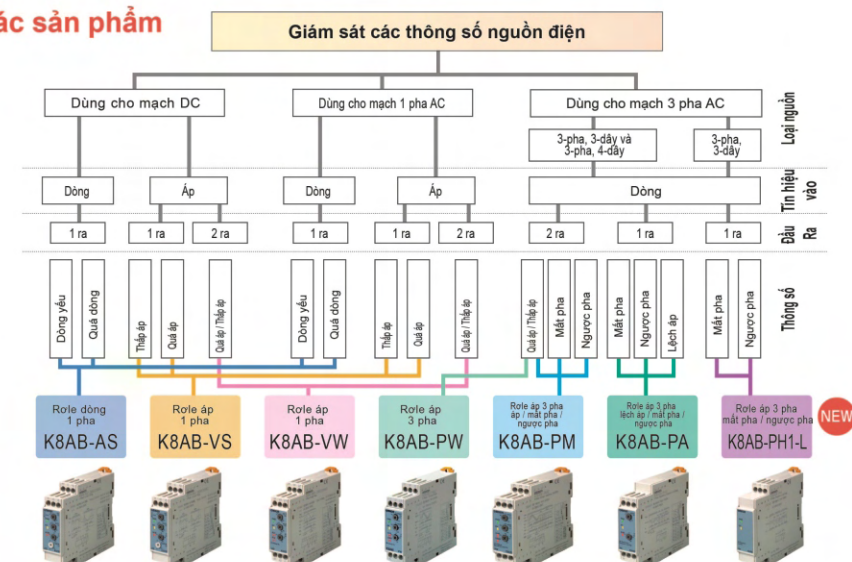 ác sản phẩm
Giám sát các thông số nguồn điện
Dùng cho mạch DC
Dùng cho mạch 1 pha AC
Dùng cho mạch 3 pha AC
Loại nguồn
3-pha, 3-dây và
3-pha, 4-dây
3-pha,
3-dây
Dòng
Áp
Dòng
Áp
Dòng
Tín hiệu
vào
1 ra
1 ra
2 ra
1 ra
1 ra
2 ra
2 ra
1 ra
1 ra
Đầu
Ra
Dòng yếu
Quá dòng
Thấp áp
Quá áp
Quá áp / Thấp áp
Dòng yếu
Quá dòng
Thấp áp
Quá áp
Quá áp / Thấp áp
Quá áp / Thấp áp
Mất pha
Ngược pha
Mất pha
Ngược pha
Lệch áp
Mất pha
Ngược pha
Thông số
Rơle dòng
1 pha
K8AB-AS
Rơle áp
1 pha
K8AB-VS
Rơle áp
1 pha
K8AB-VW
Rơle áp
3 pha
K8AB-PW
Rơle áp 3 pha
áp / mất pha /
ngược pha
K8AB-PM
Rơle áp 3 pha
lệch áp / mất pha /
ngược pha
K8AB-PA
Rơle áp 3 pha
mất pha / ngược pha
K8AB-PH1-L
NEW